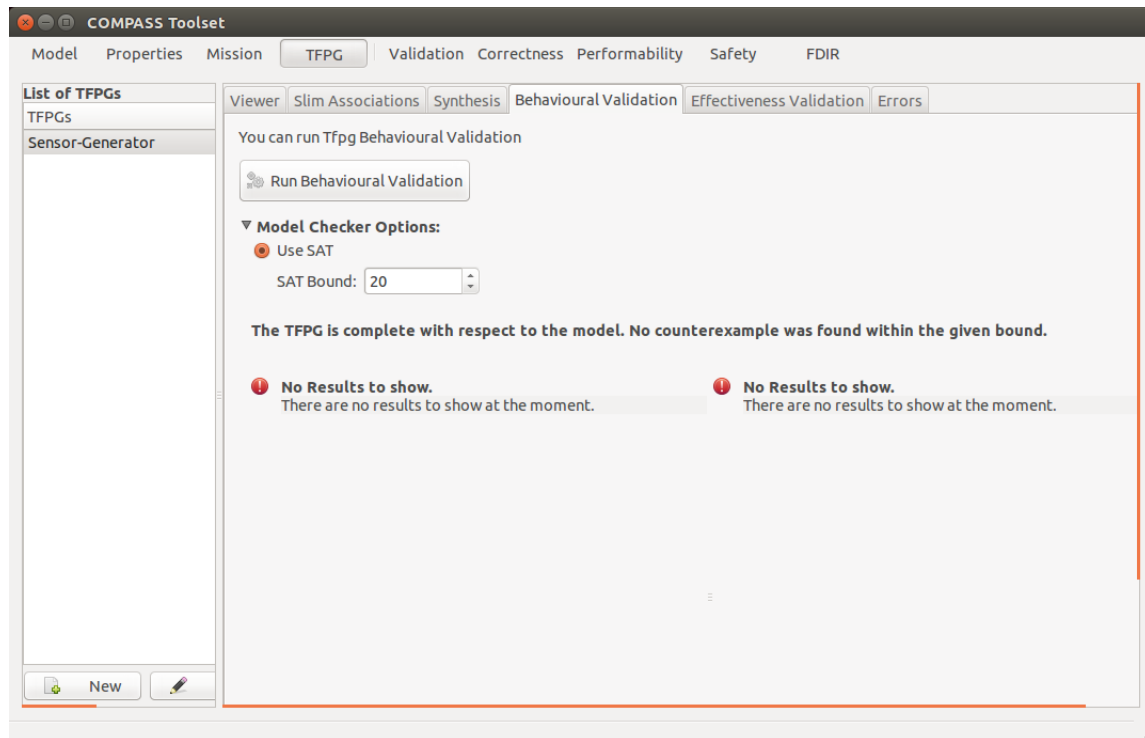 COMPASS Toolset
Model Properties Mission TFPG Validation Correctness Performability Safety FDIR
List of TFPGs
TFPGs
Sensor-Generator
Viewer Slim Associations Synthesis Behavioural Validation Effectiveness Validation Errors
You can run Tfpg Behavioural Validation
Run Behavioural Validation
Model Checker Options:
Use SAT
SAT Bound: 20
The TFPG is complete with respect to the model. No counterexample was found within the given bound.
No Results to show.
There are no results to show at the moment.
No Results to show.
There are no results to show at the moment.
New